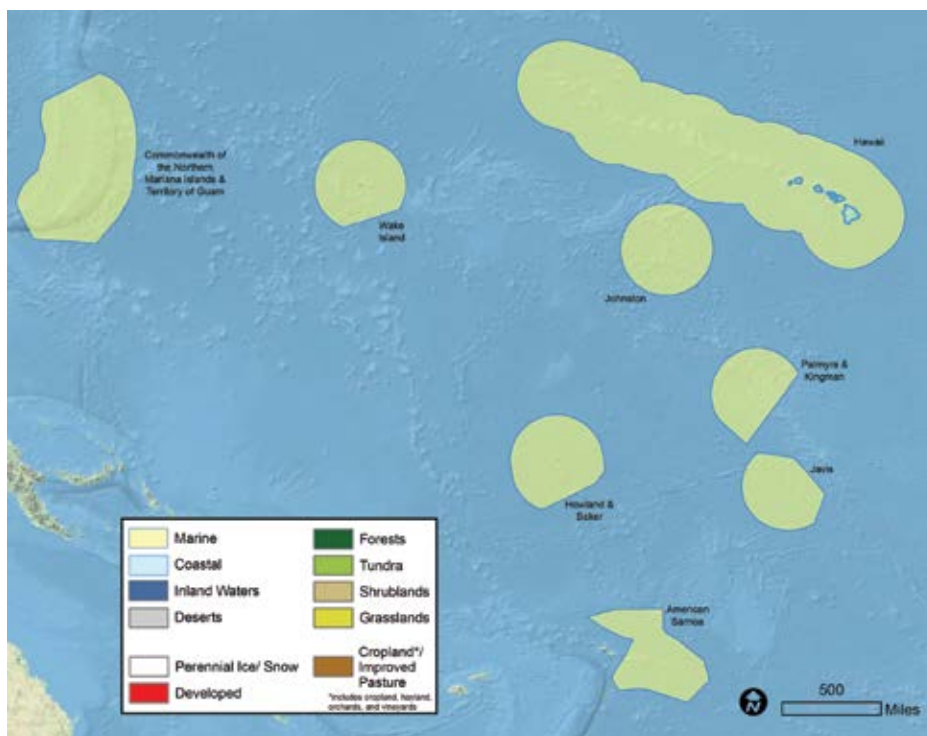 Hawaii
Commonwealth of
the Northern
Mariana Islands &
Territory of Guam
Wake
Island
Johnston
Palmyra &
Kingman
Javis
Howland &
Baker
American
Samoa
Marine
Coastal
Inland Waters
Deserts
Perennial Ice/ Snow
Developed
Forests
Tundra
Shrublands
Grasslands
Cropland*/
Improved
Pasture
*Includes cropland, hayland,
orchards, and vineyards
N
500
Miles